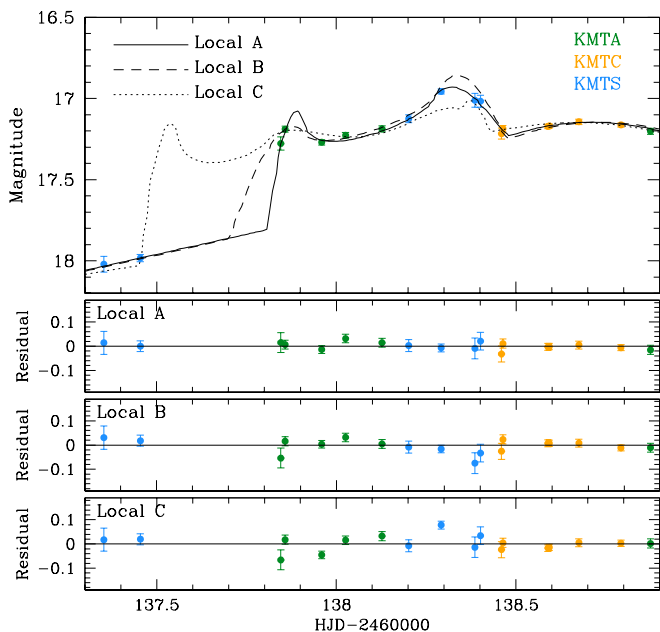 16.5
Local A
Local B
Local C
KMTA
KMTC
KMTS
17
17.5
18
Magnitude
Local A
0.1
0
−0.1
Residual
Local B
0.1
0
−0.1
Residual
Local C
0.1
0
−0.1
Residual
137.5
138
138.5
HJD−2460000